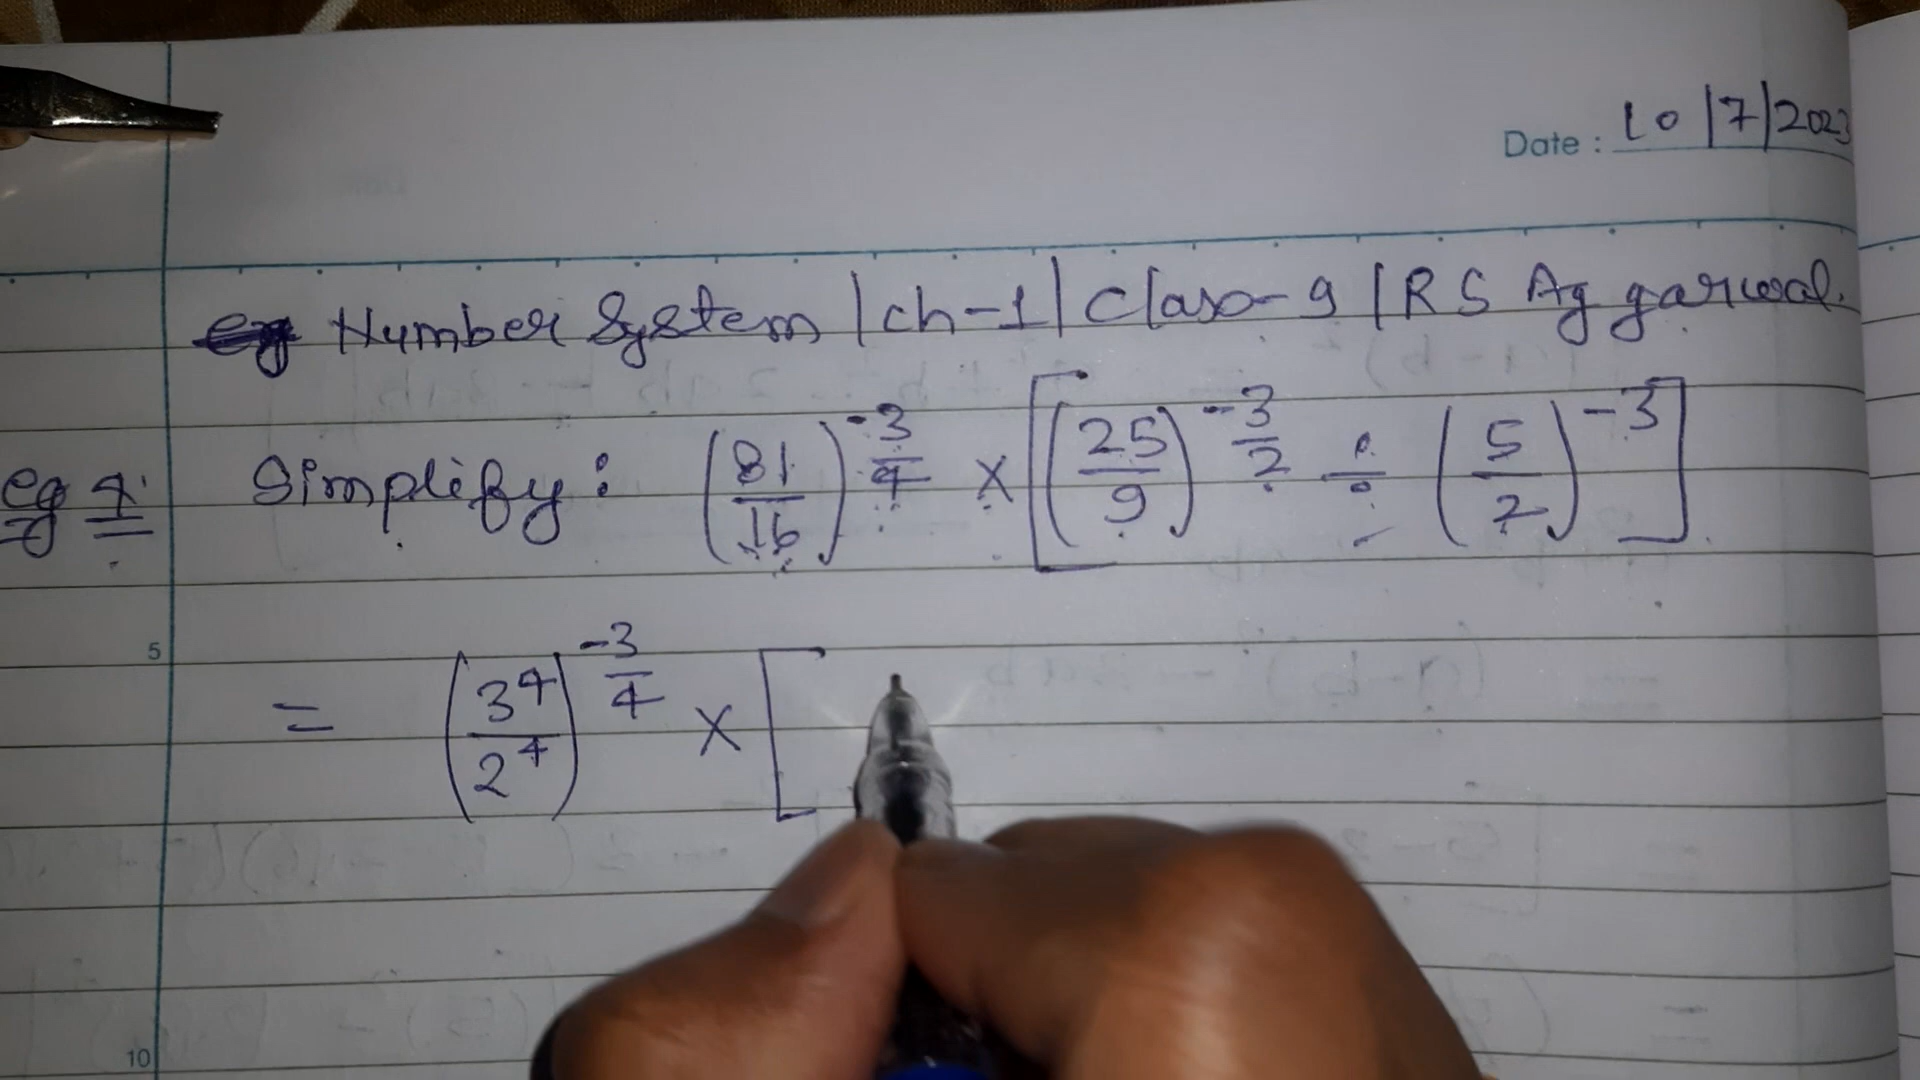 Date : 10/7/2023
Number System | ch-1 | Class-9 | RS Aggarwal.
eg 4. Simplify: (81/16)^(-3/4) × [(25/9)^(-3/2) ÷ (5/2)^(-3)]
5
= (3^4/2^4)^(-3/4) × [
10